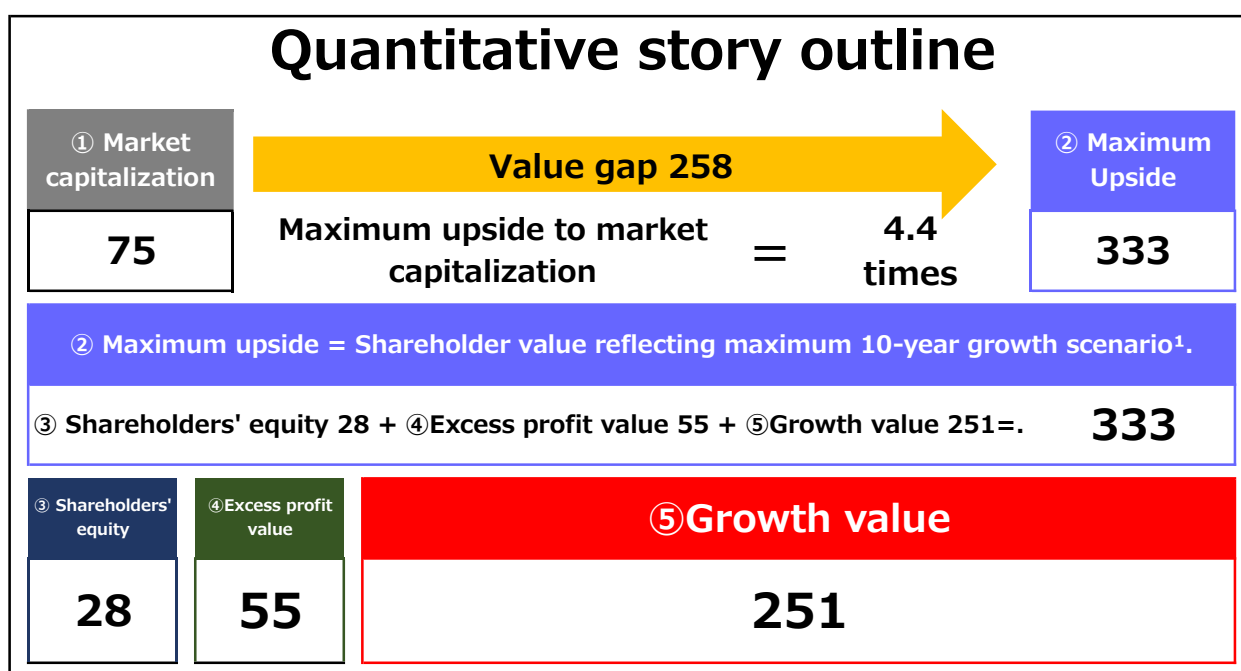 Quantitative story outline
① Market
capitalization
Value gap 258
② Maximum
Upside
75
Maximum upside to market
capitalization
=
4.4
times
333
② Maximum upside = Shareholder value reflecting maximum 10-year growth scenario¹.
③ Shareholders' equity 28 + ④Excess profit value 55 + ⑤Growth value 251=.
333
③ Shareholders'
equity
④Excess profit
value
⑤Growth value
28
55
251